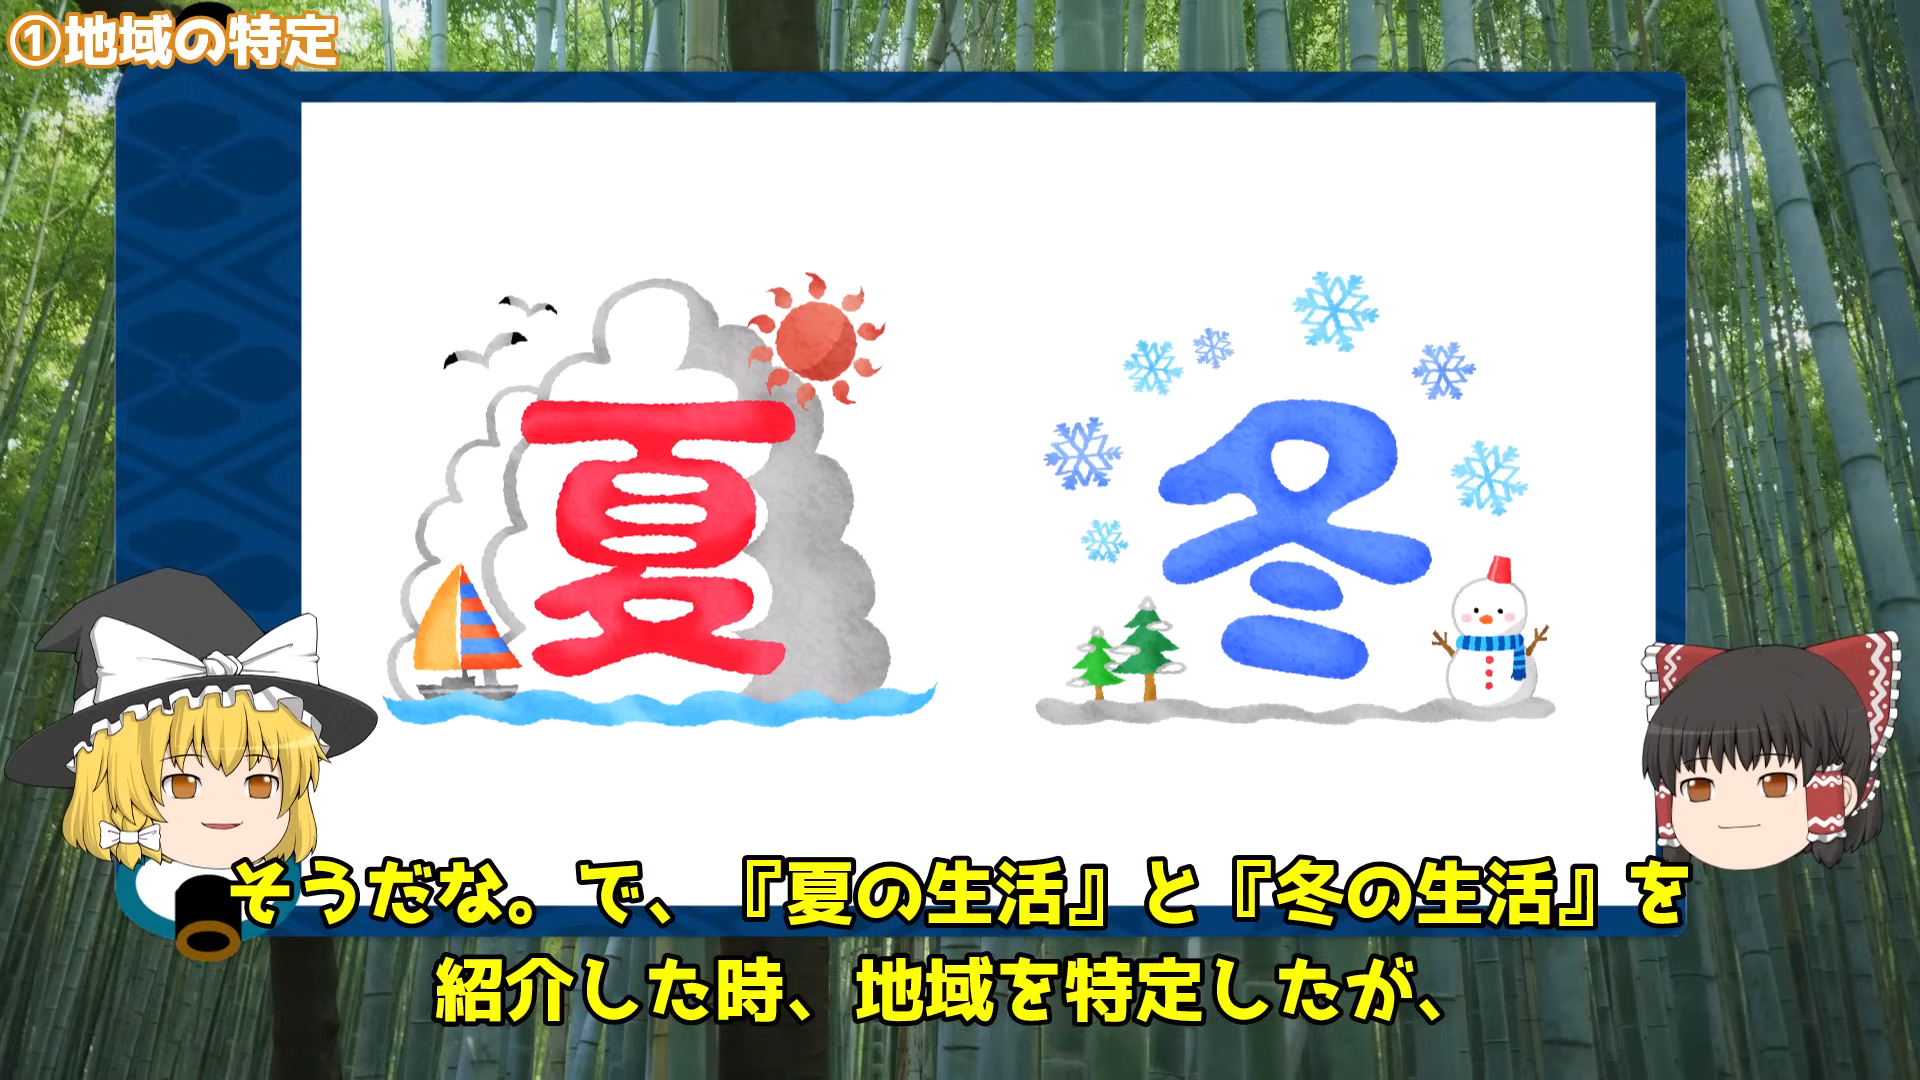 ①地域の特定
夏
冬
そうだな。で、『夏の生活』と『冬の生活』を
紹介した時、地域を特定したが、